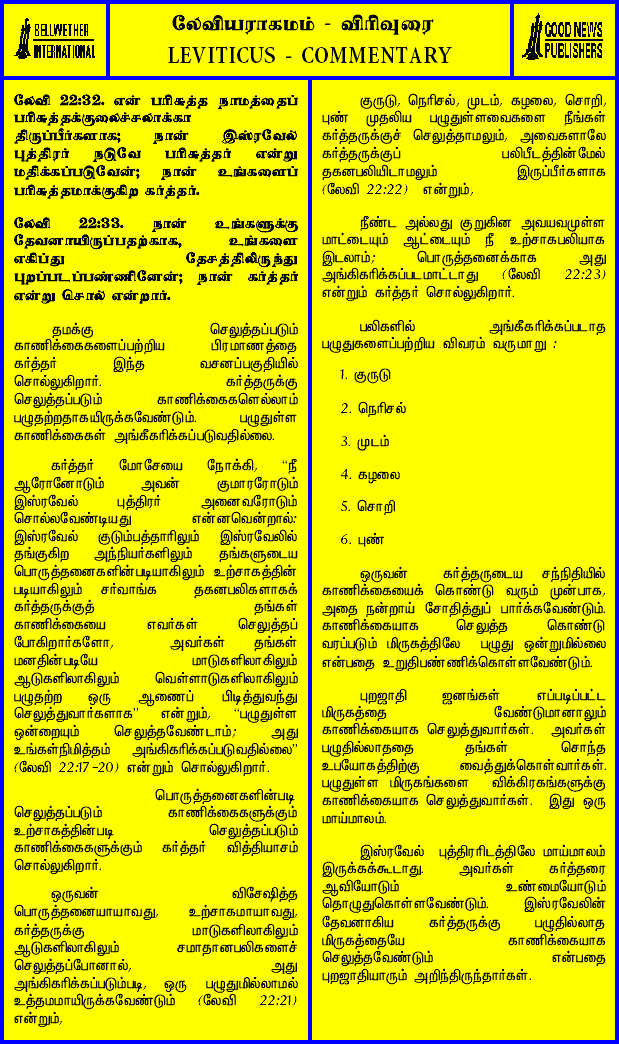 BELLWETHER
INTERNATIONAL
லேவியராகமம் - விரிவுரை
LEVITICUS - COMMENTARY
GOOD NEWS
PUBLISHERS
லேவி 22:32. என் பரிசுத்த நாமத்தைப்
பரிசுத்தக்குலைச்சலாக்கா
திருப்பீர்களாக; நான் இஸ்ரவேல்
புத்திரர் நடுவே பரிசுத்தர் என்று
மதிக்கப்படுவேன்; நான் உங்களைப்
பரிசுத்தமாக்குகிற கர்த்தர்.
லேவி 22:33. நான் உங்களுக்கு
தேவனாயிருப்பதற்காக, உங்களை
எகிப்து தேசத்திலிருந்து
புறப்படப்பண்ணினேன்; நான் கர்த்தர்
என்று சொல் என்றார்.
தமக்கு செலுத்தப்படும்
காணிக்கைகளைப்பற்றிய பிரமாணத்தை
கர்த்தர் இந்த வசனப்பகுதியில்
சொல்லுகிறார். கர்த்தருக்கு
செலுத்தப்படும் காணிக்கைகளெல்லாம்
பழுதற்றதாகயிருக்கவேண்டும். பழுதுள்ள
காணிக்கைகள் அங்கீகரிக்கப்படுவதில்லை.
கர்த்தர் மோசேயை நோக்கி, “நீ
ஆரோனோடும் அவன் குமாரரோடும்
இஸ்ரவேல் புத்திரர் அனைவரோடும்
சொல்லவேண்டியது என்னவென்றால்:
இஸ்ரவேல் குடும்பத்தாரிலும் இஸ்ரவேலில்
தங்குகிற அந்நியர்களிலும் தங்களுடைய
பொருத்தனைகளின்படியாகிலும் உற்சாகத்தின்
படியாகிலும் சர்வாங்க தகனபலிகளாகக்
கர்த்தருக்குத் தங்கள்
காணிக்கையை எவர்கள் செலுத்தப்
போகிறார்களோ, அவர்கள் தங்கள்
மனதின்படியே மாடுகளிலாகிலும்
ஆடுகளிலாகிலும் வெள்ளாடுகளிலாகிலும்
பழுதற்ற ஒரு ஆணைப் பிடித்துவந்து
செலுத்துவார்களாக” என்றும், “பழுதுள்ள
ஒன்றையும் செலுத்தவேண்டாம்; அது
உங்கள்நிமித்தம் அங்கிகரிக்கப்படுவதில்லை”
(லேவி 22:17-20) என்றும் சொல்லுகிறார்.
பொருத்தனைகளின்படி
செலுத்தப்படும் காணிக்கைகளுக்கும்
உற்சாகத்தின்படி செலுத்தப்படும்
காணிக்கைகளுக்கும் கர்த்தர் வித்தியாசம்
சொல்லுகிறார்.
ஒருவன் விசேஷித்த
பொருத்தனையாயாவது, உற்சாகமாயாவது,
கர்த்தருக்கு மாடுகளிலாகிலும்
ஆடுகளிலாகிலும் சமாதானபலிகளைச்
செலுத்தப்போனால், அது
அங்கிகரிக்கப்படும்படி, ஒரு பழுதுமில்லாமல்
உத்தமமாயிருக்கவேண்டும் (லேவி 22:21)
என்றும்,
குருடு, நெரிசல், முடம், கழலை, சொறி,
புண் முதலிய பழுதுள்ளவைகளை நீங்கள்
கர்த்தருக்குச் செலுத்தாமலும், அவைகளாலே
கர்த்தருக்குப் பலிபீடத்தின்மேல்
தகனபலியிடாமலும் இருப்பீர்களாக
(லேவி 22:22) என்றும்,
நீண்ட அல்லது குறுகின அவயவமுள்ள
மாட்டையும் ஆட்டையும் நீ உற்சாகபலியாக
இடலாம்; பொருத்தனைக்காக அது
அங்கிகரிக்கப்படமாட்டாது (லேவி 22:23)
என்றும் கர்த்தர் சொல்லுகிறார்.
பலிகளில் அங்கீகரிக்கப்படாத
பழுதுகளைப்பற்றிய விவரம் வருமாறு :
1. குருடு
2. நெரிசல்
3. முடம்
4. கழலை
5. சொறி
6. புண்
ஒருவன் கர்த்தருடைய சந்நிதியில்
காணிக்கையைக் கொண்டு வரும் முன்பாக,
அதை நன்றாய் சோதித்துப் பார்க்கவேண்டும்.
காணிக்கையாக செலுத்த கொண்டு
வரப்படும் மிருகத்திலே பழுது ஒன்றுமில்லை
என்பதை உறுதிபண்ணிக்கொள்ளவேண்டும்.
புறஜாதி ஜனங்கள் எப்படிப்பட்ட
மிருகத்தை வேண்டுமானாலும்
காணிக்கையாக செலுத்துவார்கள். அவர்கள்
பழுதில்லாததை தங்கள் சொந்த
உபயோகத்திற்கு வைத்துக்கொள்வார்கள்.
பழுதுள்ள மிருகங்களை விக்கிரகங்களுக்கு
காணிக்கையாக செலுத்துவார்கள். இது ஒரு
மாய்மாலம்.
இஸ்ரவேல் புத்திரரிடத்திலே மாய்மாலம்
இருக்கக்கூடாது. அவர்கள் கர்த்தரை
ஆவியோடும் உண்மையோடும்
தொழுதுகொள்ளவேண்டும். இஸ்ரவேலின்
தேவனாகிய கர்த்தருக்கு பழுதில்லாத
மிருகத்தையே காணிக்கையாக
செலுத்தவேண்டும் என்பதை
புறஜாதியாரும் அறிந்திருந்தார்கள்.